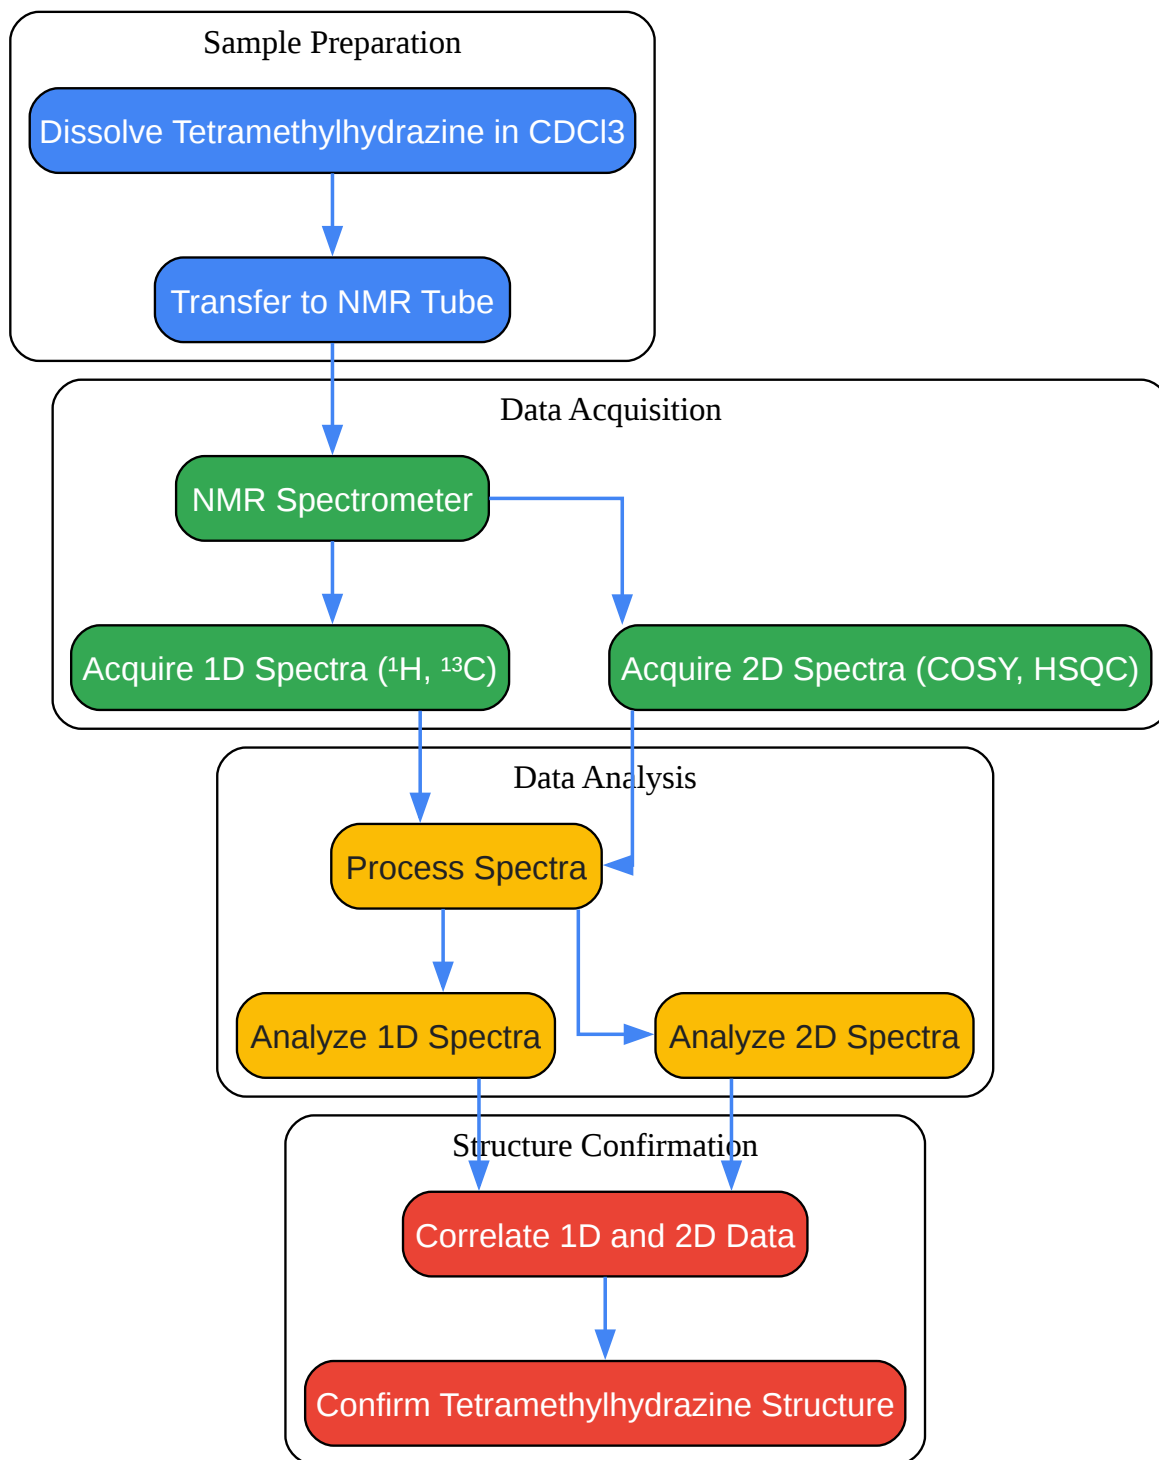 Sample Preparation
Dissolve Tetramethylhydrazine in CDCl3
Transfer to NMR Tube
Data Acquisition
NMR Spectrometer
Acquire 1D Spectra (¹H, ¹³C)
Acquire 2D Spectra (COSY, HSQC)
Data Analysis
Process Spectra
Analyze 1D Spectra
Analyze 2D Spectra
Structure Confirmation
Correlate 1D and 2D Data
Confirm Tetramethylhydrazine Structure